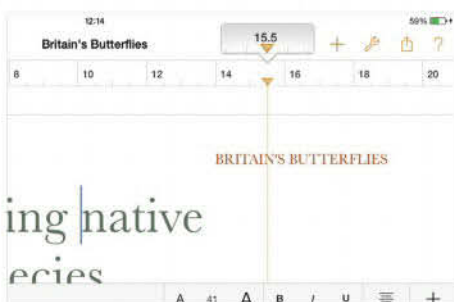 12:14
59%
Britain's Butterflies
15.5
?
8 10 12 14 16 18 20
BRITAIN'S BUTTERFLIES
ing native
ecies
A 41 A B I U